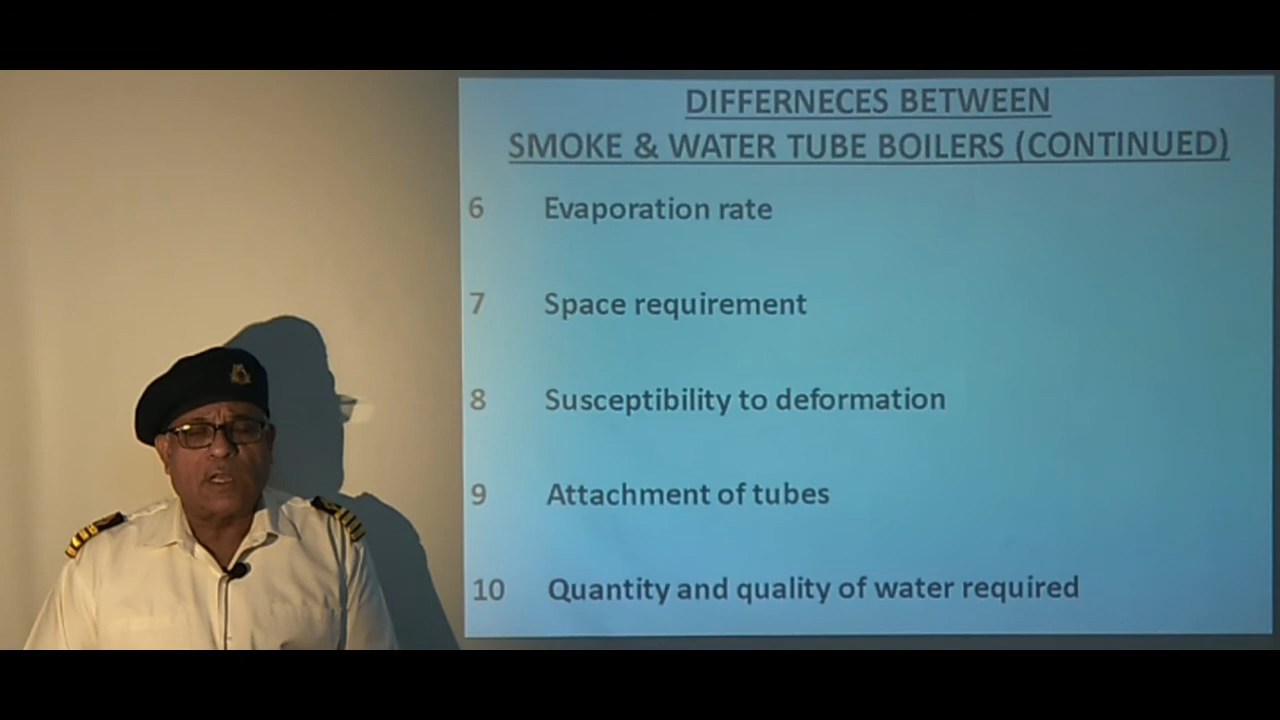 DIFFERNECES BETWEEN
SMOKE & WATER TUBE BOILERS (CONTINUED)
6 Evaporation rate
7 Space requirement
8 Susceptibility to deformation
9 Attachment of tubes
10 Quantity and quality of water required